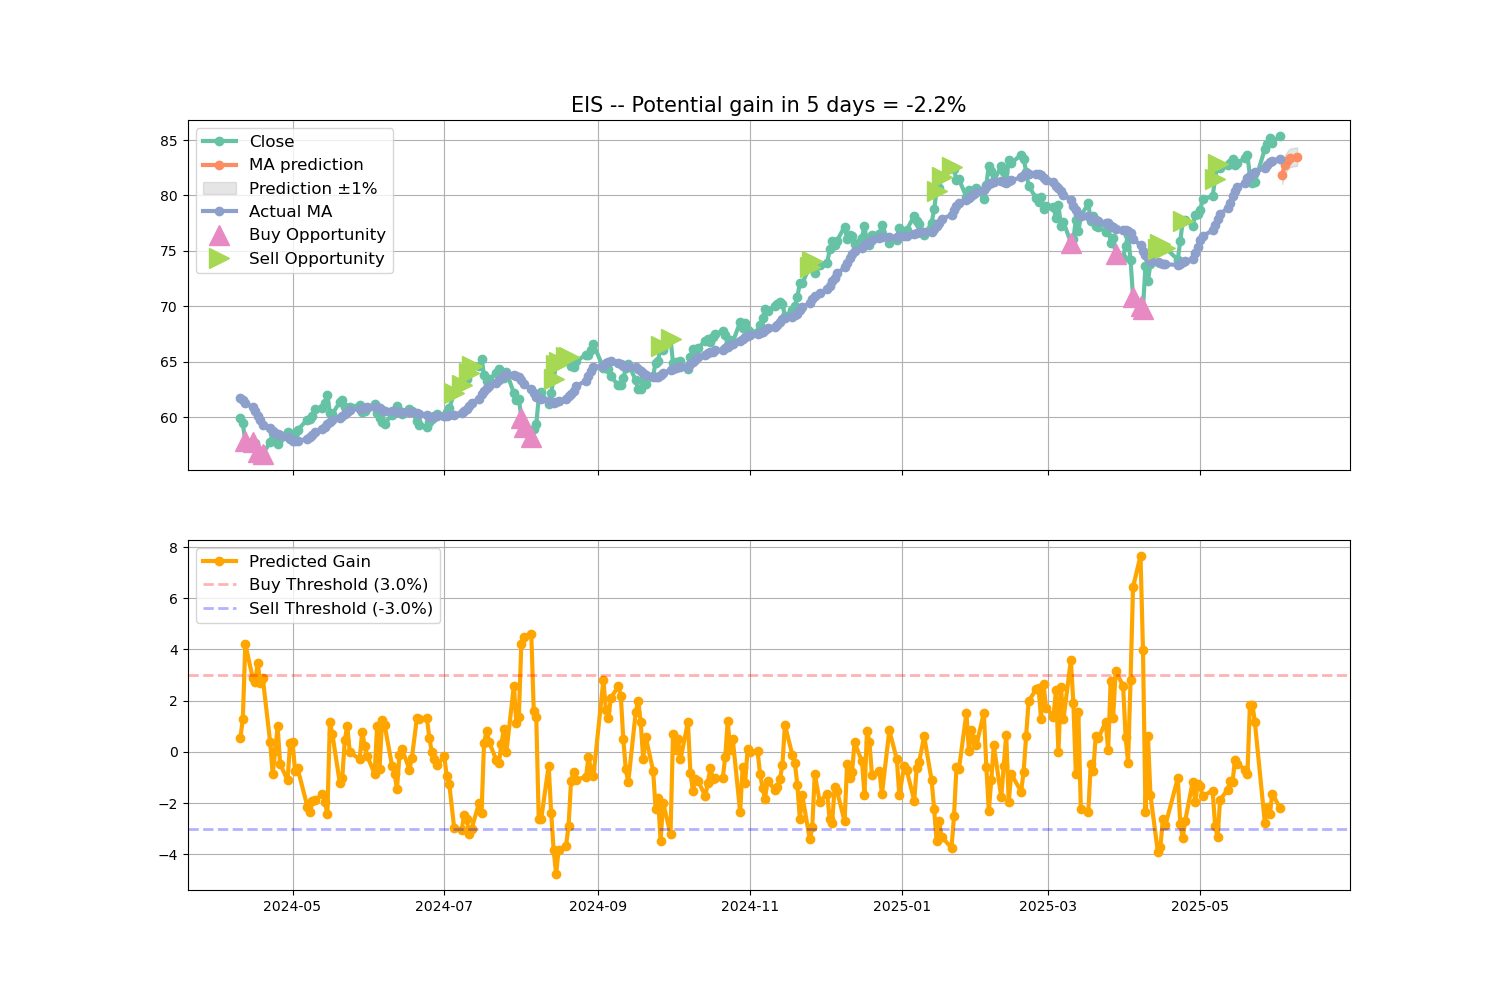 EIS -- Potential gain in 5 days = -2.2%
85
80
75
70
65
60
Close
MA prediction
Prediction ±1%
Actual MA
Buy Opportunity
Sell Opportunity
8
6
4
2
0
−2
−4
Predicted Gain
Buy Threshold (3.0%)
Sell Threshold (-3.0%)
2024-05
2024-07
2024-09
2024-11
2025-01
2025-03
2025-05